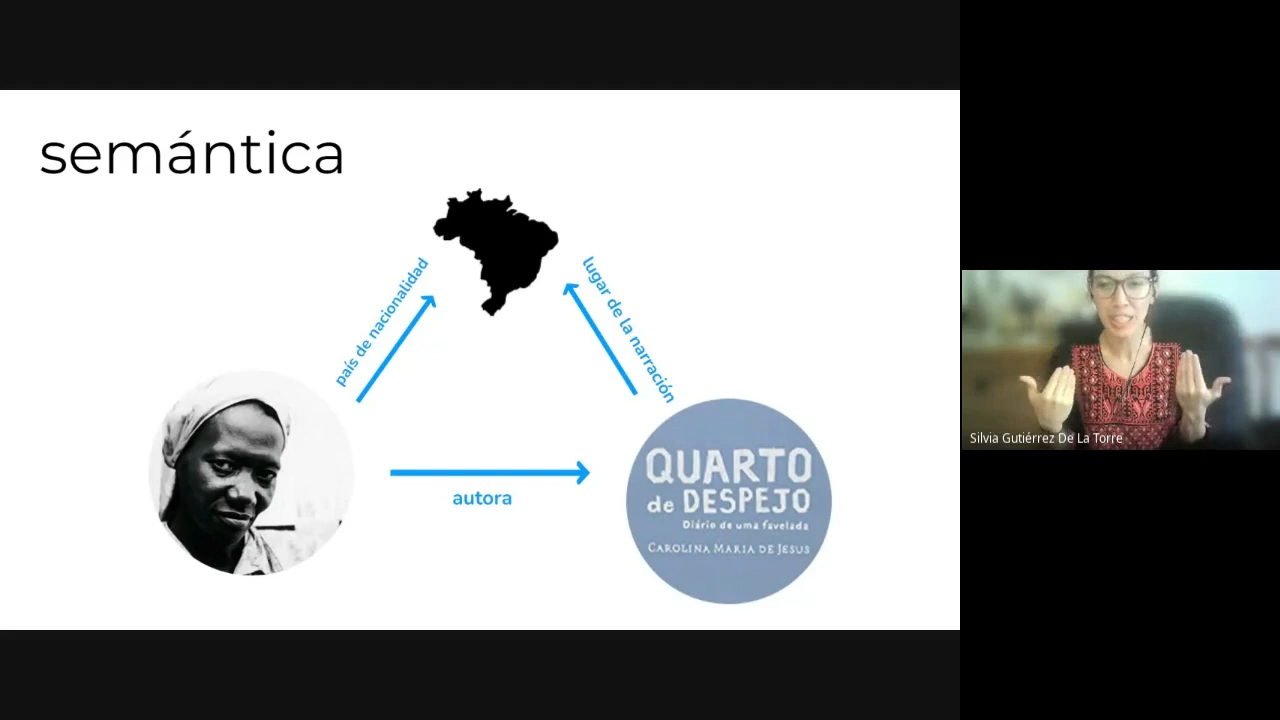 semántica
país de nacionalidad
lugar de la narración
autora
QUARTO
de DESPEJO
Diário de uma favelada
CAROLINA MARIA DE JESUS
Silvia Gutiérrez De La Torre